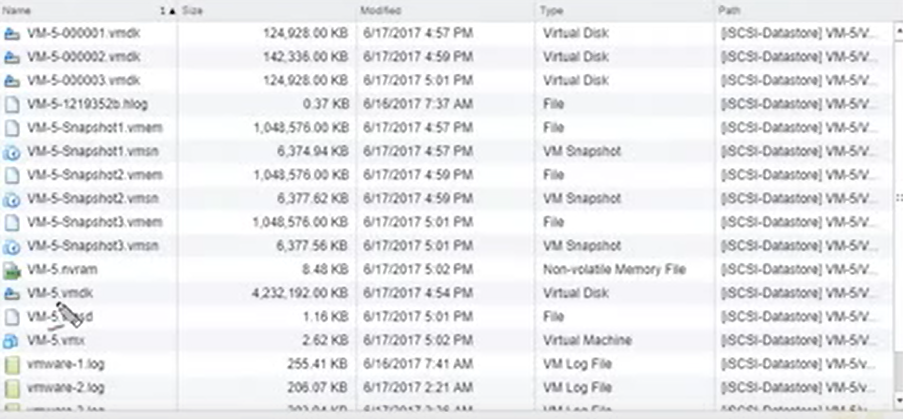 Name 1 ▲ Size Modified Type Path
VM-5-000001.vmdk 124,928.00 KB 6/17/2017 4:57 PM Virtual Disk [iSCSI-Datastore] VM-5/V...
VM-5-000002.vmdk 142,336.00 KB 6/17/2017 4:59 PM Virtual Disk [iSCSI-Datastore] VM-5/V...
VM-5-000003.vmdk 124,928.00 KB 6/17/2017 5:01 PM Virtual Disk [iSCSI-Datastore] VM-5/V...
VM-5-1219352b.hlog 0.37 KB 6/16/2017 7:37 AM File [iSCSI-Datastore] VM-5/V...
VM-5-Snapshot1.vmem 1,048,576.00 KB 6/17/2017 4:57 PM File [iSCSI-Datastore] VM-5/V...
VM-5-Snapshot1.vmsn 6,374.94 KB 6/17/2017 4:57 PM VM Snapshot [iSCSI-Datastore] VM-5/V...
VM-5-Snapshot2.vmem 1,048,576.00 KB 6/17/2017 4:59 PM File [iSCSI-Datastore] VM-5/V...
VM-5-Snapshot2.vmsn 6,377.62 KB 6/17/2017 4:59 PM VM Snapshot [iSCSI-Datastore] VM-5/V...
VM-5-Snapshot3.vmem 1,048,576.00 KB 6/17/2017 5:01 PM File [iSCSI-Datastore] VM-5/V...
VM-5-Snapshot3.vmsn 6,377.56 KB 6/17/2017 5:01 PM VM Snapshot [iSCSI-Datastore] VM-5/V...
VM-5.nvram 8.48 KB 6/17/2017 5:02 PM Non-volatile Memory File [iSCSI-Datastore] VM-5/V...
VM-5.vmdk 4,232,192.00 KB 6/17/2017 4:54 PM Virtual Disk [iSCSI-Datastore] VM-5/V...
1.16 KB 6/17/2017 5:01 PM File [iSCSI-Datastore] VM-5/V...
VM-5.vmx 2.62 KB 6/17/2017 5:02 PM Virtual Machine [iSCSI-Datastore] VM-5/V...
vmware-1.log 255.41 KB 6/16/2017 7:41 AM VM Log File [iSCSI-Datastore] VM-5/v...
vmware-2.log 206.07 KB 6/17/2017 2:21 AM VM Log File [iSCSI-Datastore] VM-5/v...